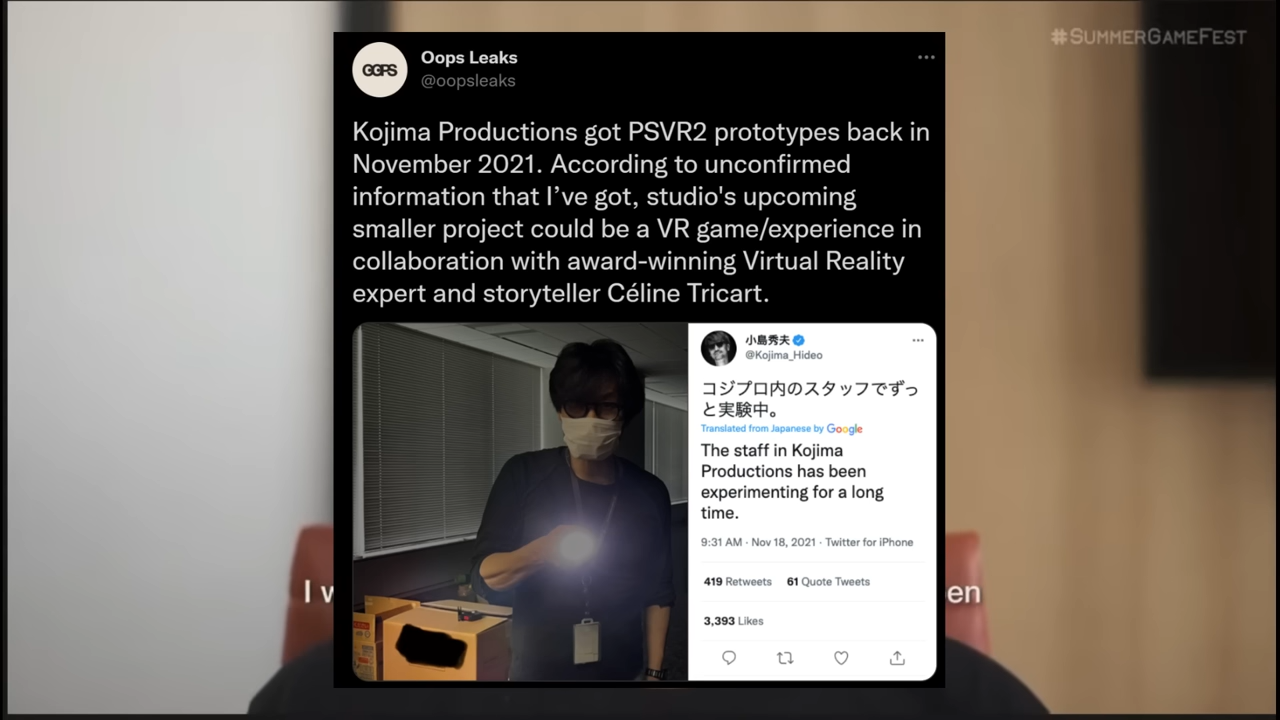 #SUMMERGAMEFEST
OOPS
Oops Leaks
@oopsleaks
Kojima Productions got PSVR2 prototypes back in
November 2021. According to unconfirmed
information that I've got, studio's upcoming
smaller project could be a VR game/experience in
collaboration with award-winning Virtual Reality
expert and storyteller Céline Tricart.
小島秀夫
@Kojima_Hideo
コジプロ内のスタッフでずっ
と実験中。
Translated from Japanese by Google
The staff in Kojima
Productions has been
experimenting for a long
time.
9:31 AM · Nov 18, 2021 · Twitter for iPhone
419 Retweets 61 Quote Tweets
3,393 Likes
I